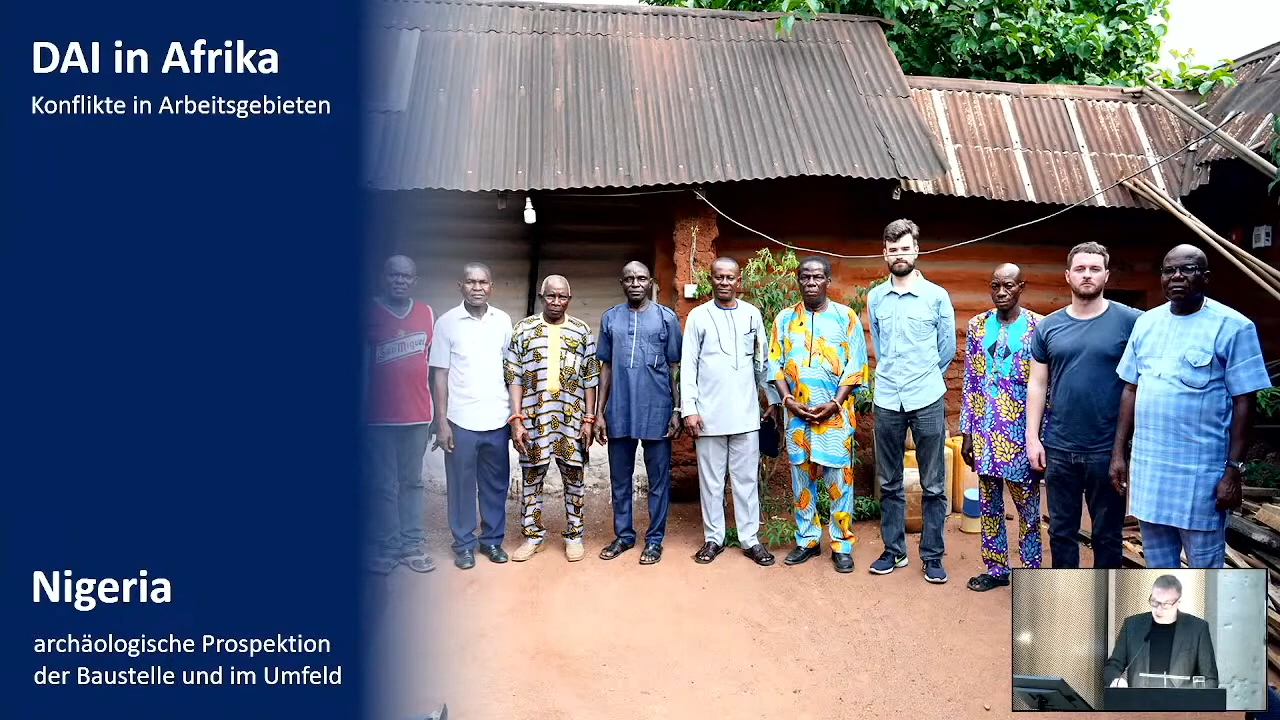 DAI in Afrika
Konflikte in Arbeitsgebieten
San Miguel
Nigeria
archäologische Prospektion
der Baustelle und im Umfeld